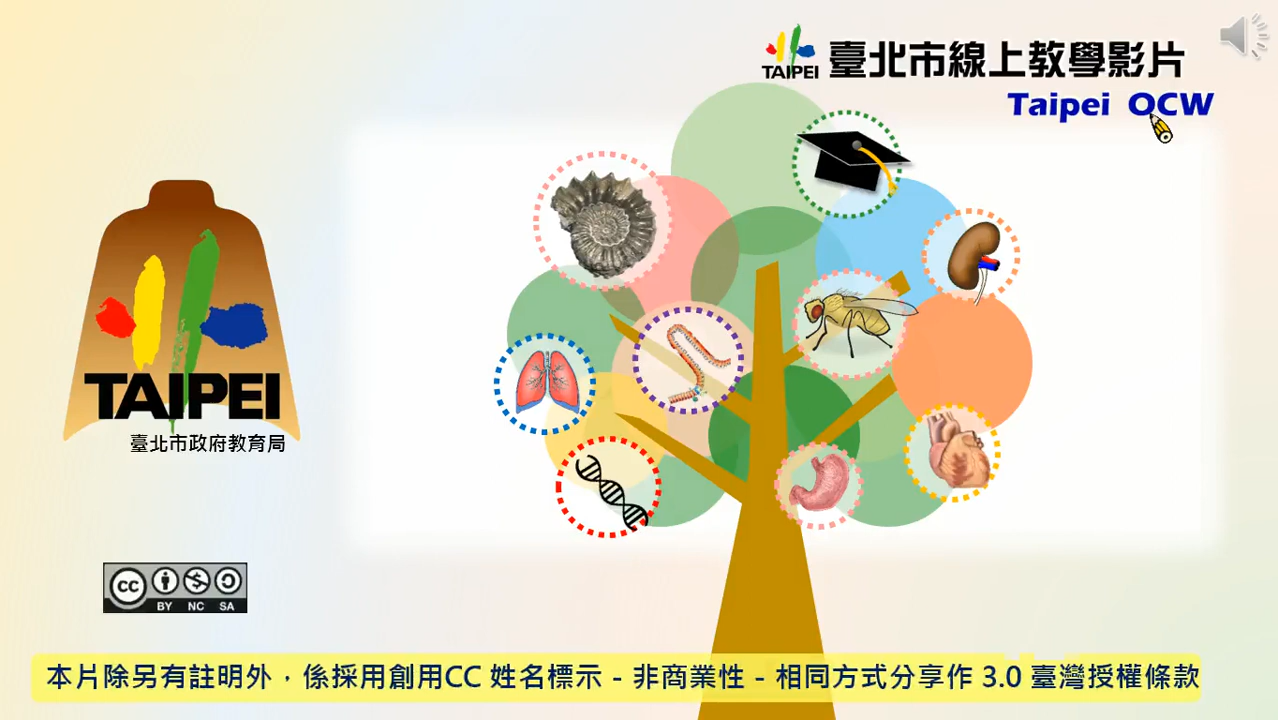 TAIPEI 臺北市線上教學影片
Taipei OCW
TAIPEI
臺北市政府教育局
cc BY NC SA
本片除另有註明外，係採用創用CC 姓名標示 - 非商業性 - 相同方式分享作 3.0 臺灣授權條款